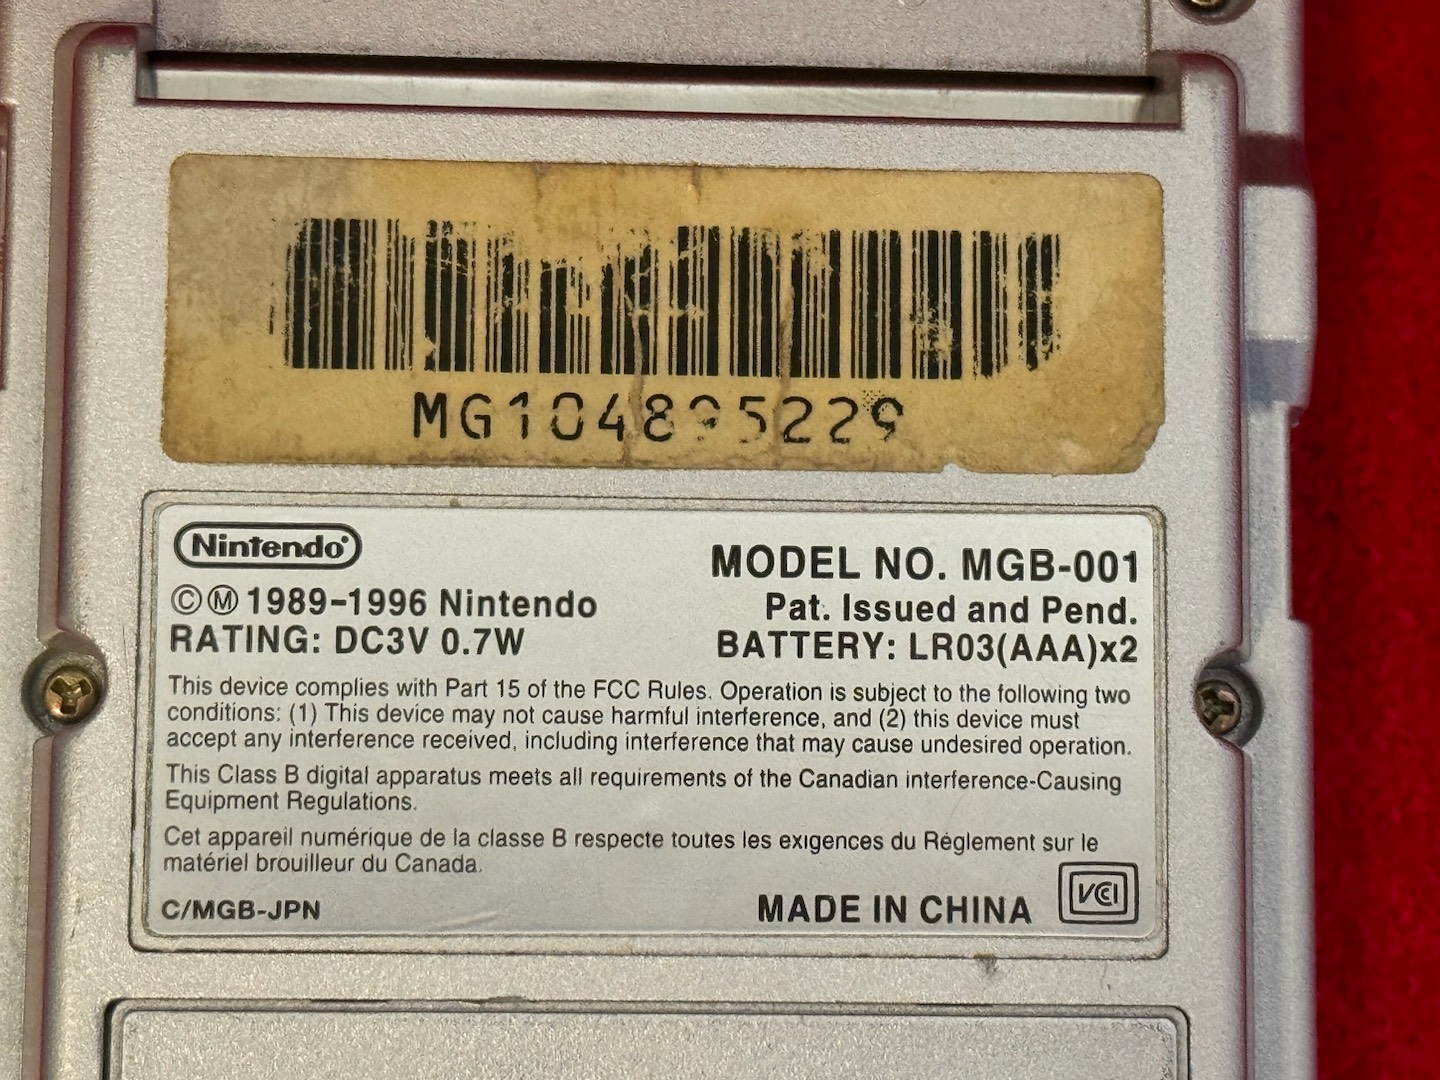 MG104895229
Nintendo
©Ⓜ 1989-1996 Nintendo
RATING: DC3V 0.7W
MODEL NO. MGB-001
Pat. Issued and Pend.
BATTERY: LR03(AAA)x2
This device complies with Part 15 of the FCC Rules. Operation is subject to the following two
conditions: (1) This device may not cause harmful interference, and (2) this device must
accept any interference received, including interference that may cause undesired operation.
This Class B digital apparatus meets all requirements of the Canadian interference-Causing
Equipment Regulations.
Cet appareil numérique de la classe B respecte toutes les exigences du Réglement sur le
matériel brouilleur du Canada.
C/MGB-JPN
MADE IN CHINA
VCI